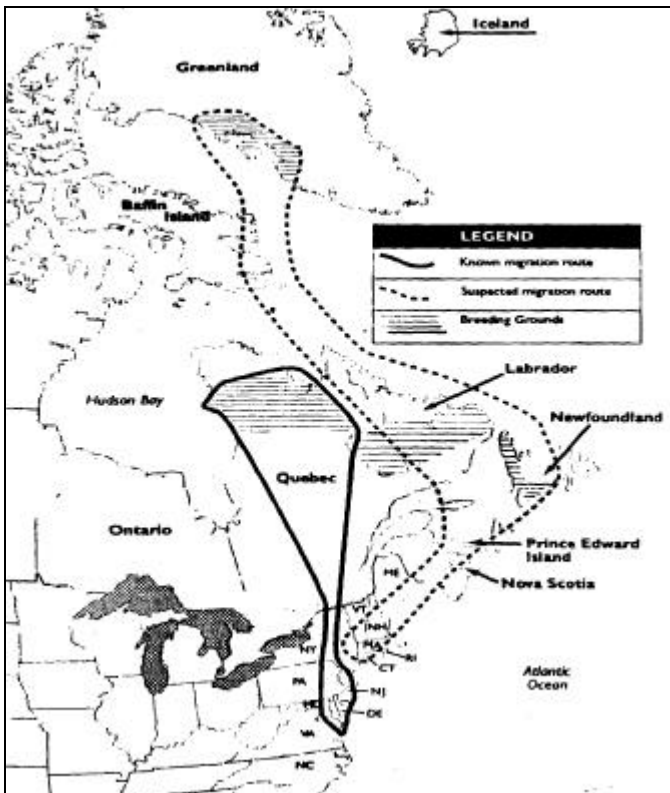 Iceland
Greenland
Baffin
Island
LEGEND
Known migration route
Suspected migration route
Breeding Grounds
Labrador
Hudson Bay
Newfoundland
Quebec
Ontario
Prince Edward
Island
ME
Nova Scotia
VT
NH
NY
MA
RI
CT
Atlantic
Ocean
PA
NJ
DE
VA
NC